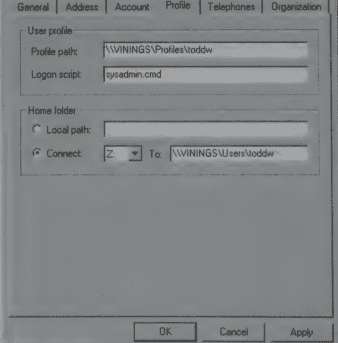 General Address Account Profile Telephones Organization
User profile
Profile path: \\VININGS\Profiles\toddw
Logon script: sysadmin.cmd
Home folder
Local path:
Connect: Z: To: \\VININGS\Users\toddw
OK Cancel Apply